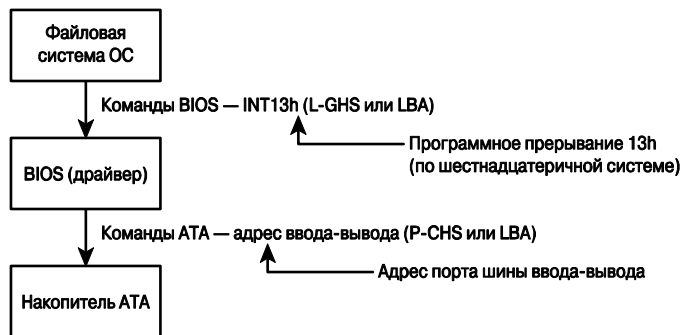 Файловая
система ОС
Команды BIOS — INT13h (L-GHS или LBA)
Программное прерывание 13h
(по шестнадцатеричной системе)
BIOS (драйвер)
Команды ATA — адрес ввода-вывода (P-CHS или LBA)
Адрес порта шины ввода-вывода
Накопитель ATA